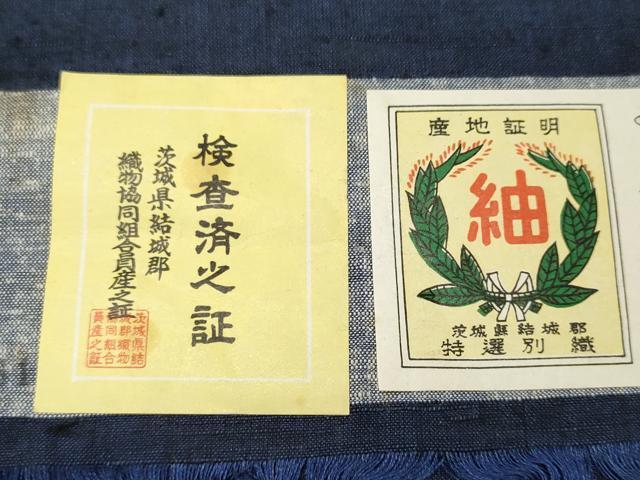 検査済之証
茨城県結城郡
織物協同組合員産之証
茨城県結
城郡織物
協同組合
員産之証
産地証明
紬
茨城縣結城郡
特選別織